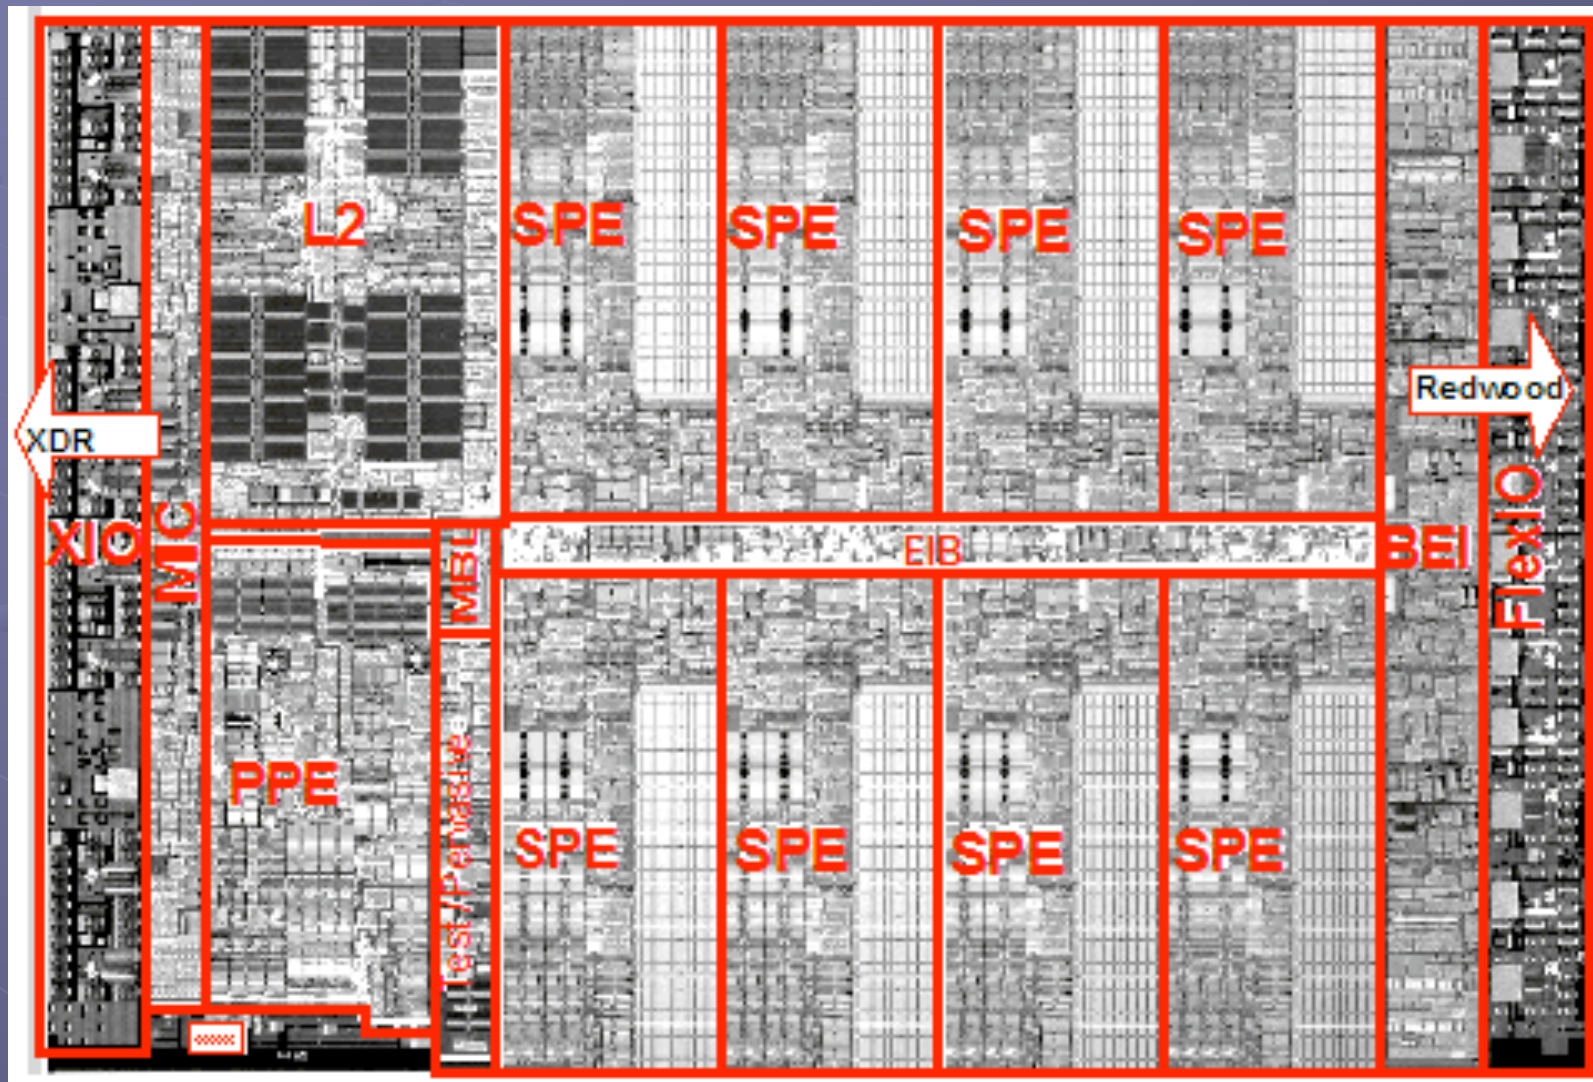 L2
SPE
SPE
SPE
SPE
XDR
Redwood
XIO
MIC
MBL
EIB
BEI
FlexIO
PPE
Test/Pervasive
SPE
SPE
SPE
SPE